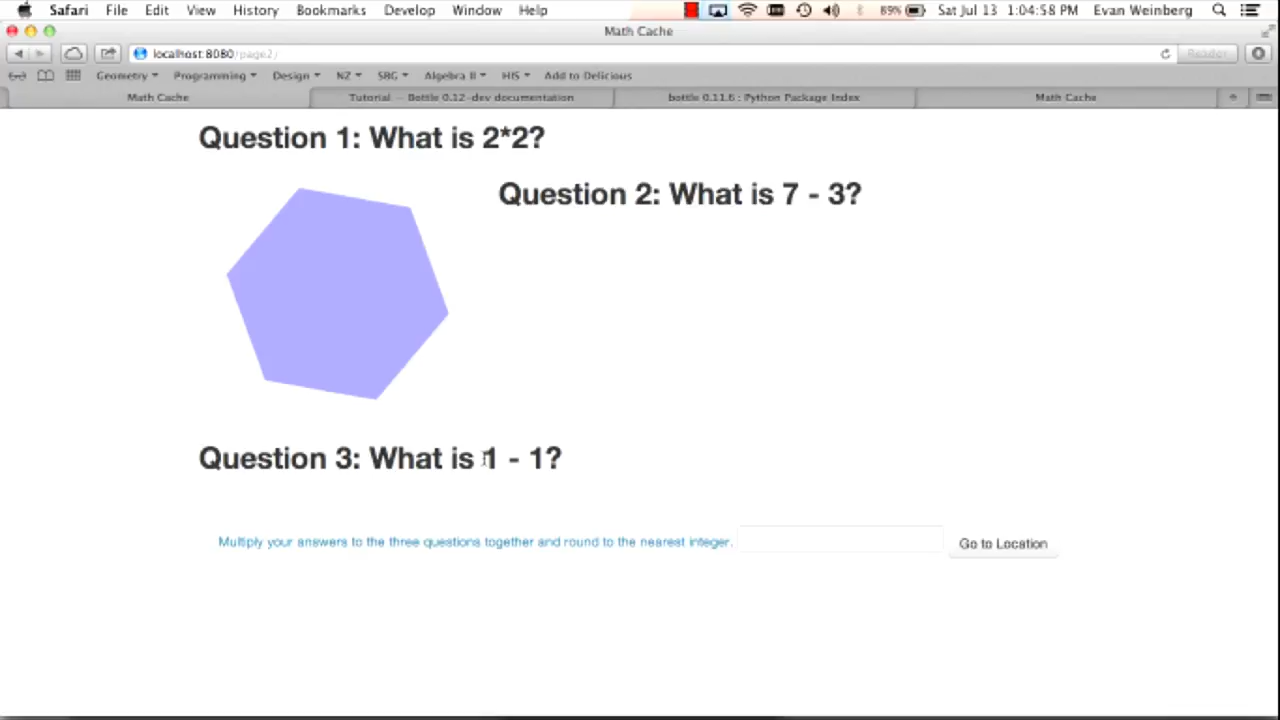 Safari File Edit View History Bookmarks Develop Window Help 89% Sat Jul 13 1:04:58 PM Evan Weinberg
Math Cache
localhost:8080/page2/ Reader
Geometry Programming Design NZ SRG Algebra II HIS Add to Delicious
Math Cache Tutorial — Bottle 0.12-dev documentation bottle 0.11.6 : Python Package Index Math Cache
Question 1: What is 2*2?
Question 2: What is 7 - 3?
Question 3: What is 1 - 1?
Multiply your answers to the three questions together and round to the nearest integer. Go to Location